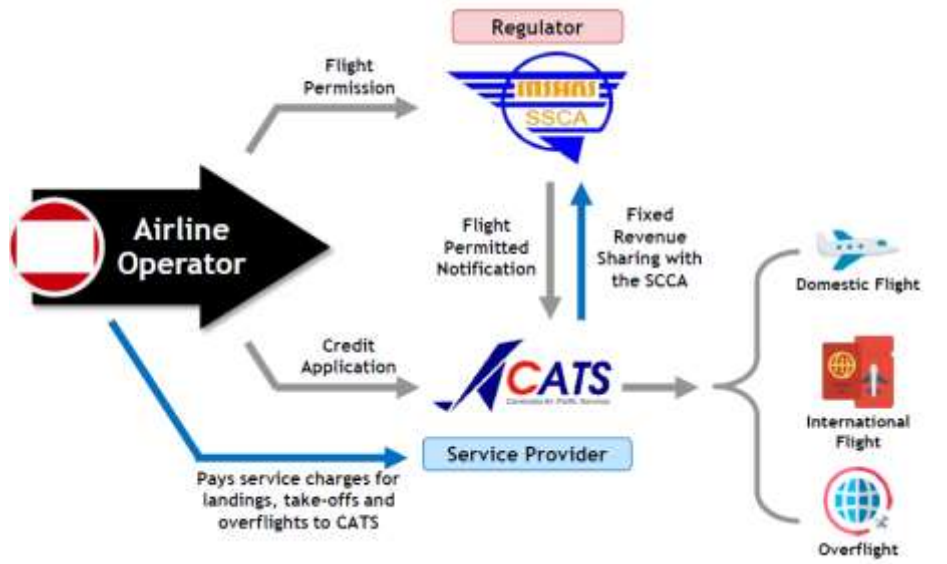 Regulator
Flight
Permission
SSCA
Airline
Operator
Flight
Permitted
Notification
Fixed
Revenue
Sharing with
the SCCA
Domestic Flight
Credit
Application
CATS
International
Flight
Service Provider
Pays service charges for
landings, take-offs and
overflights to CATS
Overflight